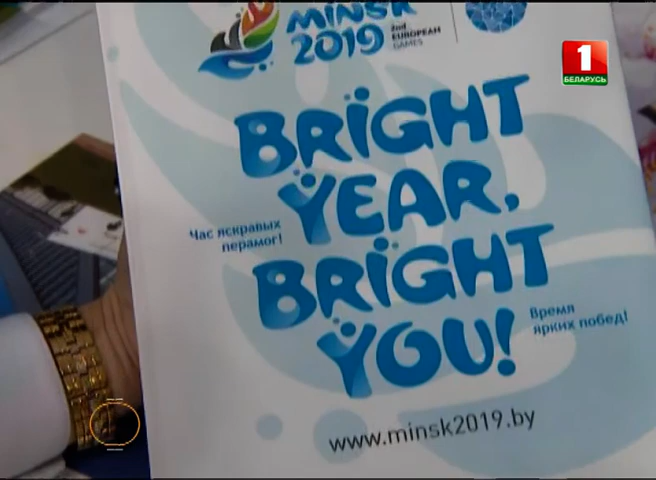 MINSK
2019
2nd
EUROPEAN
GAMES
1
БЕЛАРУСЬ
BRIGHT
YEAR,
Час яскравых
перамог!
BRIGHT
YOU!
Время
ярких побед!
www.minsk2019.by